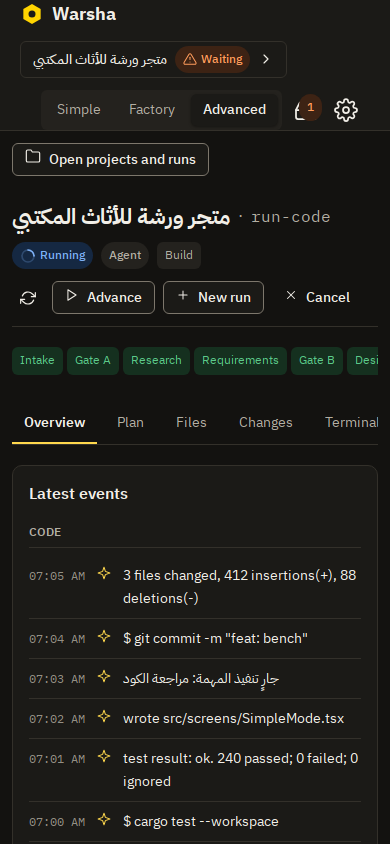 Warsha
متجر ورشة للأثاث المكتبي Waiting
Simple Factory Advanced 1
Open projects and runs
متجر ورشة للأثاث المكتبي · run-code
Running Agent Build
Advance New run Cancel
Intake Gate A Research Requirements Gate B Desi
Overview Plan Files Changes Terminal
Latest events
CODE
07:05 AM 3 files changed, 412 insertions(+), 88
deletions(-)
07:04 AM $ git commit -m "feat: bench"
07:03 AM جارٍ تنفيذ المهمة: مراجعة الكود
07:02 AM wrote src/screens/SimpleMode.tsx
07:01 AM test result: ok. 240 passed; 0 failed; 0
ignored
07:00 AM $ cargo test --workspace